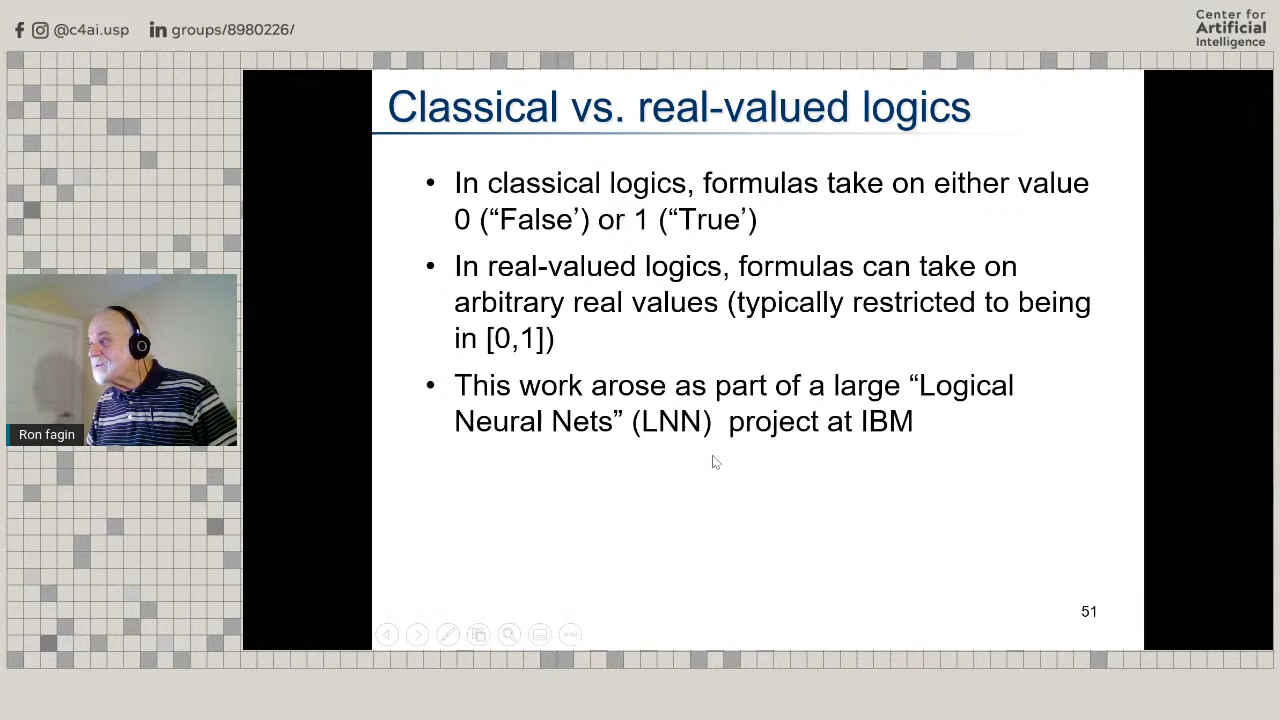 @c4ai.usp in groups/8980226/
Center for
Artificial
Intelligence
Classical vs. real-valued logics
• In classical logics, formulas take on either value
0 (“False’) or 1 (“True’)
• In real-valued logics, formulas can take on
arbitrary real values (typically restricted to being
in [0,1])
• This work arose as part of a large “Logical
Neural Nets” (LNN)  project at IBM
Ron fagin
51